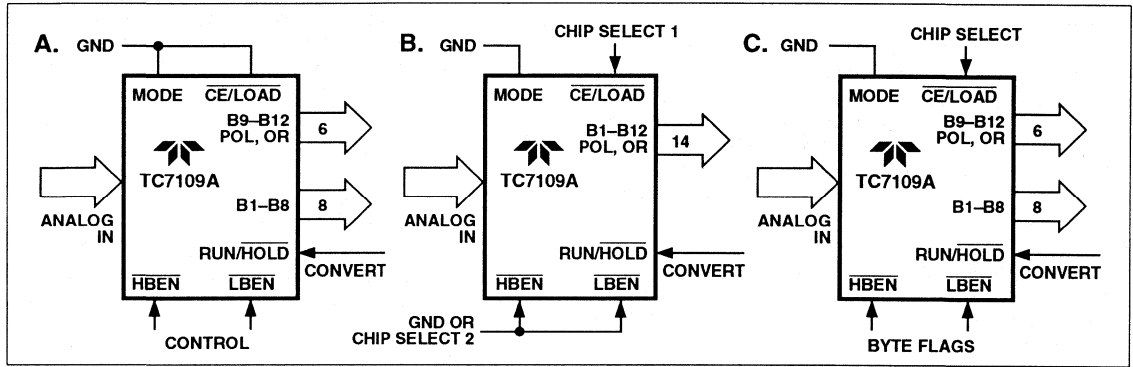 A.
GND
MODE
CE/LOAD
B9–B12
POL, OR
6
TC7109A
ANALOG
IN
B1–B8
8
RUN/HOLD
CONVERT
HBEN
LBEN
CONTROL
B.
GND
CHIP SELECT 1
MODE
CE/LOAD
B1–B12
POL, OR
14
TC7109A
ANALOG
IN
RUN/HOLD
CONVERT
HBEN
LBEN
GND OR
CHIP SELECT 2
C.
GND
CHIP SELECT
MODE
CE/LOAD
B9–B12
POL, OR
6
TC7109A
ANALOG
IN
B1–B8
8
RUN/HOLD
CONVERT
HBEN
LBEN
BYTE FLAGS